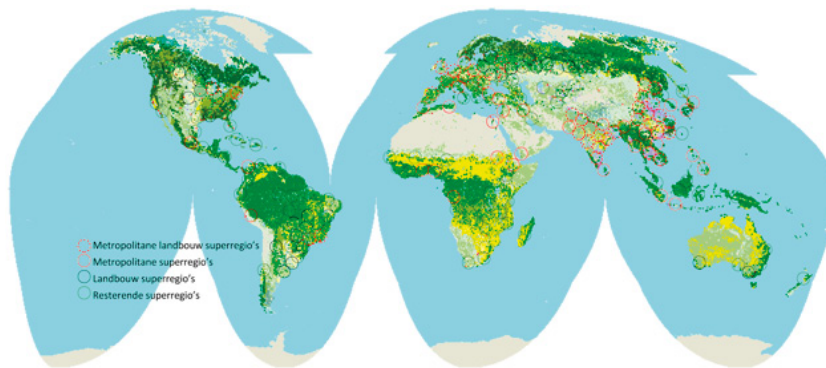 Metropolitane landbouw superregio's
Metropolitane superregio's
Landbouw superregio's
Resterende superregio's